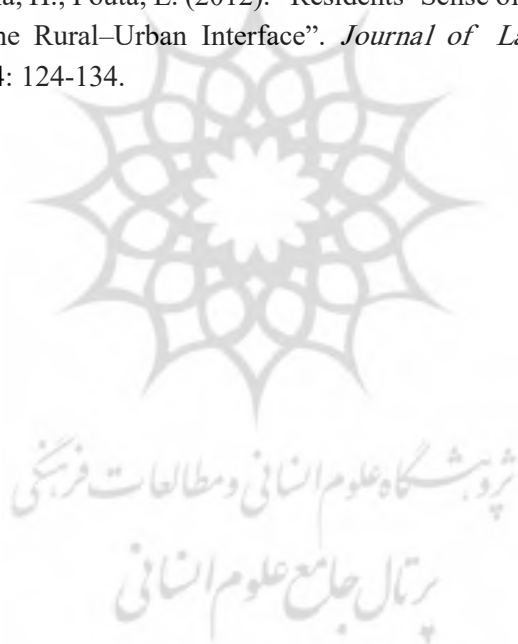 na, H., Pouta, E. (2012). "Residents' Sense of
he Rural–Urban Interface". Journal of La
4: 124-134.
پژوهشگاه علوم انسانی و مطالعات فرهنگی
پرتال جامع علوم انسانی